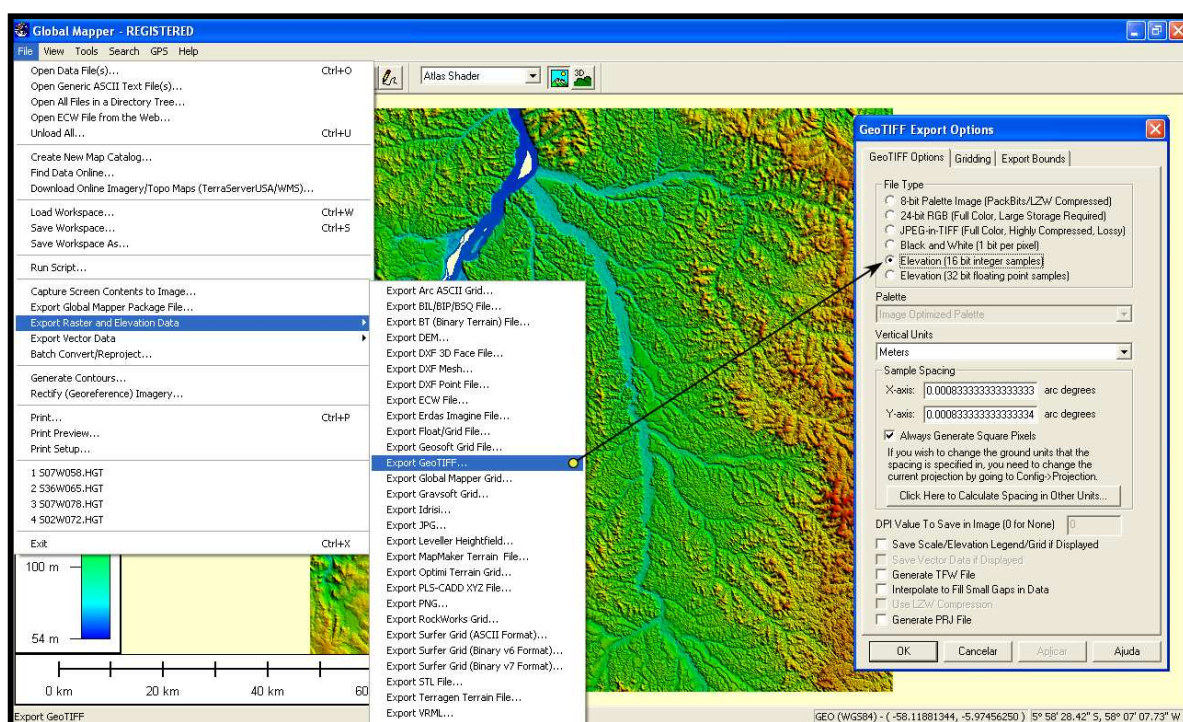 Global Mapper - REGISTERED
File View Tools Search GPS Help
Open Data File(s)... Ctrl+O
Open Generic ASCII Text File(s)...
Open All Files in a Directory Tree...
Open ECW File from the Web...
Unload All... Ctrl+U
Create New Map Catalog...
Find Data Online...
Download Online Imagery/Topo Maps (TerraServerUSA/WMS)...
Load Workspace... Ctrl+W
Save Workspace... Ctrl+S
Save Workspace As...
Run Script...
Capture Screen Contents to Image...
Export Global Mapper Package File...
Export Raster and Elevation Data
Export Vector Data
Batch Convert/Reproject...
Generate Contours...
Rectify (Georeference) Imagery...
Print... Ctrl+P
Print Preview...
Print Setup...
1 S07W058.HGT
2 S36W065.HGT
3 S07W078.HGT
4 S02W072.HGT
Exit Ctrl+X
Atlas Shader
3D
Export Arc ASCII Grid...
Export BIL/BIP/BSQ File...
Export BT (Binary Terrain) File...
Export DEM...
Export DXF 3D Face File...
Export DXF Mesh...
Export DXF Point File...
Export ECW File...
Export Erdas Imagine File...
Export Float/Grid File...
Export Geosoft Grid File...
Export GeoTIFF...
Export Global Mapper Grid...
Export Gravsoft Grid...
Export Idrisi...
Export JPG...
Export Leveller Heightfield...
Export MapMaker Terrain File...
Export Optimi Terrain Grid...
Export PLS-CADD XYZ File...
Export PNG...
Export RockWorks Grid...
Export Surfer Grid (ASCII Format)...
Export Surfer Grid (Binary v6 Format)...
Export Surfer Grid (Binary v7 Format)...
Export STL File...
Export Terragen Terrain File...
Export VRML...
GeoTIFF Export Options
GeoTIFF Options Gridding Export Bounds
File Type
8-bit Palette Image (PackBits/LZW Compressed)
24-bit RGB (Full Color, Large Storage Required)
JPEG-in-TIFF (Full Color, Highly Compressed, Lossy)
Black and White (1 bit per pixel)
Elevation (16 bit integer samples)
Elevation (32 bit floating point samples)
Palette
Image Optimized Palette
Vertical Units
Meters
Sample Spacing
X-axis: 0.000833333333333333 arc degrees
Y-axis: 0.000833333333333334 arc degrees
Always Generate Square Pixels
If you wish to change the ground units that the
spacing is specified in, you need to change the
current projection by going to Config->Projection.
Click Here to Calculate Spacing in Other Units...
DPI Value To Save in Image (0 for None) 0
Save Scale/Elevation Legend/Grid if Displayed
Save Vector Data if Displayed
Generate TFW File
Interpolate to Fill Small Gaps in Data
Use LZW Compression
Generate PRJ File
OK Cancelar Aplicar Ajuda
100 m
54 m
0 km 20 km 40 km 60
Export GeoTIFF
GEO (WGS84) - ( -58.11881344, -5.97456250 ) 5° 58' 28.42" S, 58° 07' 07.73" W